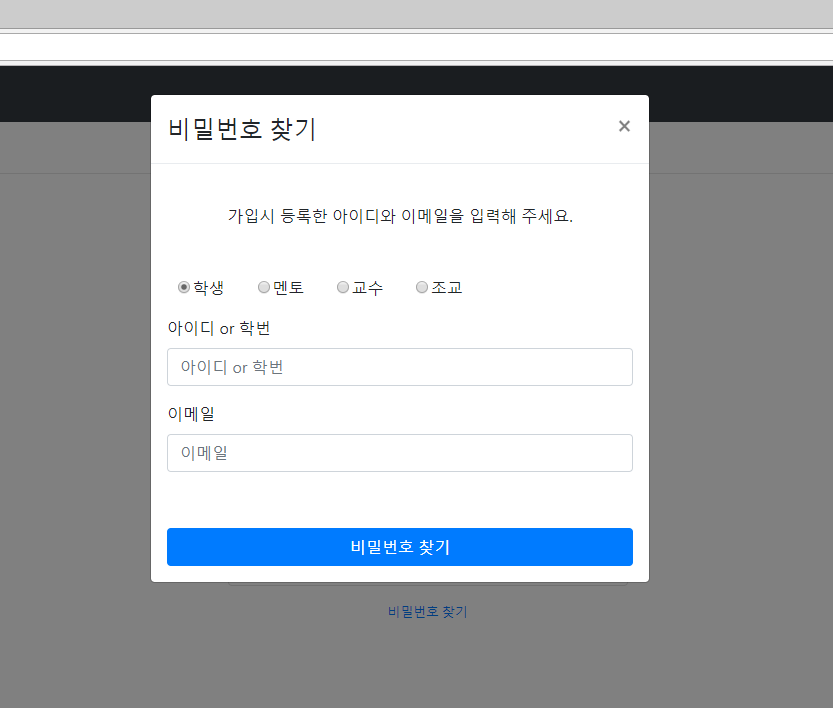 비밀번호 찾기 ×
가입시 등록한 아이디와 이메일을 입력해 주세요.
학생 멘토 교수 조교
아이디 or 학번
아이디 or 학번
이메일
이메일
비밀번호 찾기
비밀번호 찾기